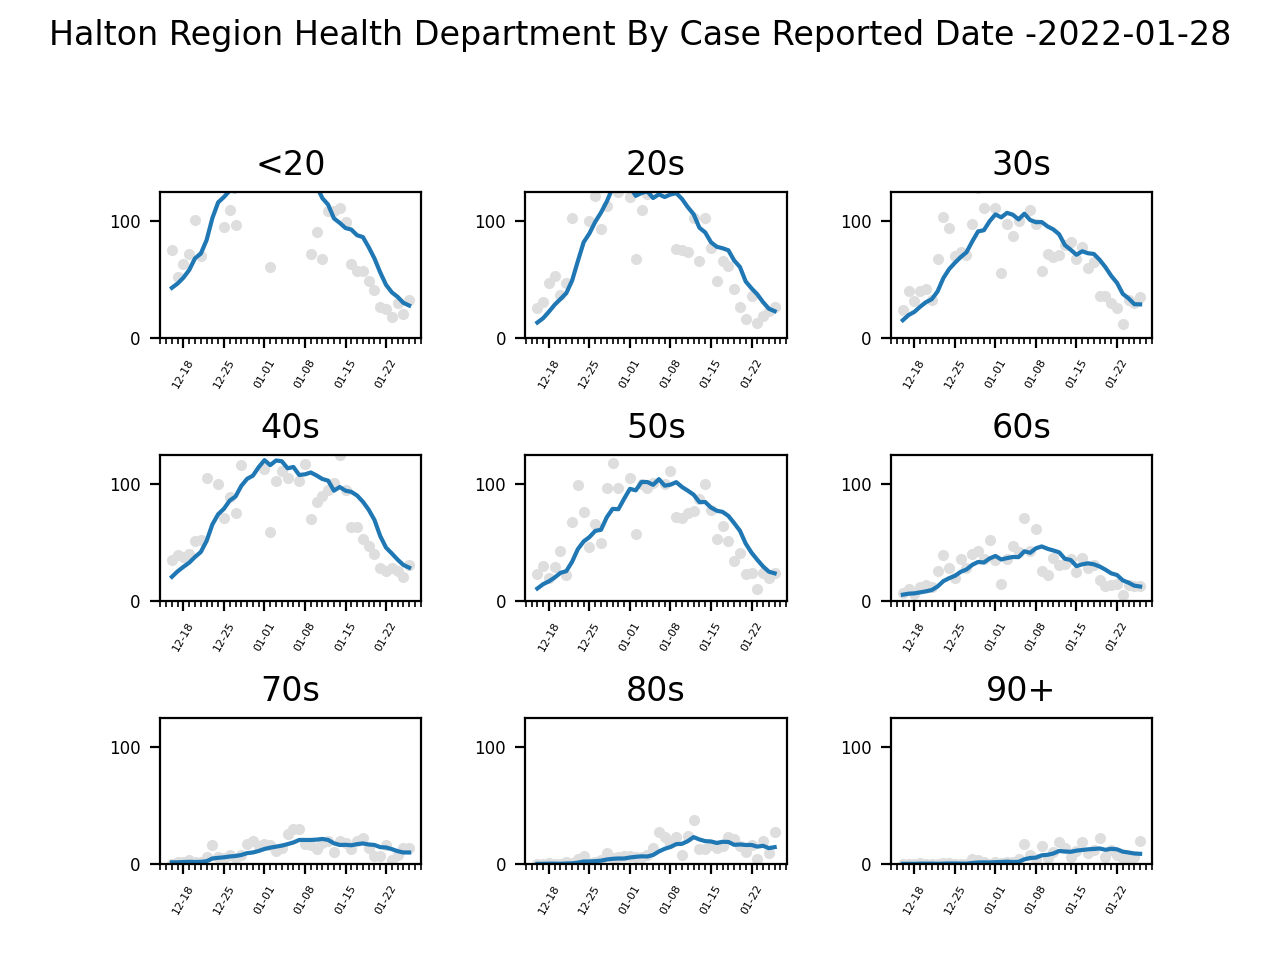 Halton Region Health Department By Case Reported Date -2022-01-28
<20 20s 30s
100 100 100
0 0 0
12-18 12-25 01-01 01-08 01-15 01-22 12-18 12-25 01-01 01-08 01-15 01-22 12-18 12-25 01-01 01-08 01-15 01-22
40s 50s 60s
100 100 100
0 0 0
12-18 12-25 01-01 01-08 01-15 01-22 12-18 12-25 01-01 01-08 01-15 01-22 12-18 12-25 01-01 01-08 01-15 01-22
70s 80s 90+
100 100 100
0 0 0
12-18 12-25 01-01 01-08 01-15 01-22 12-18 12-25 01-01 01-08 01-15 01-22 12-18 12-25 01-01 01-08 01-15 01-22